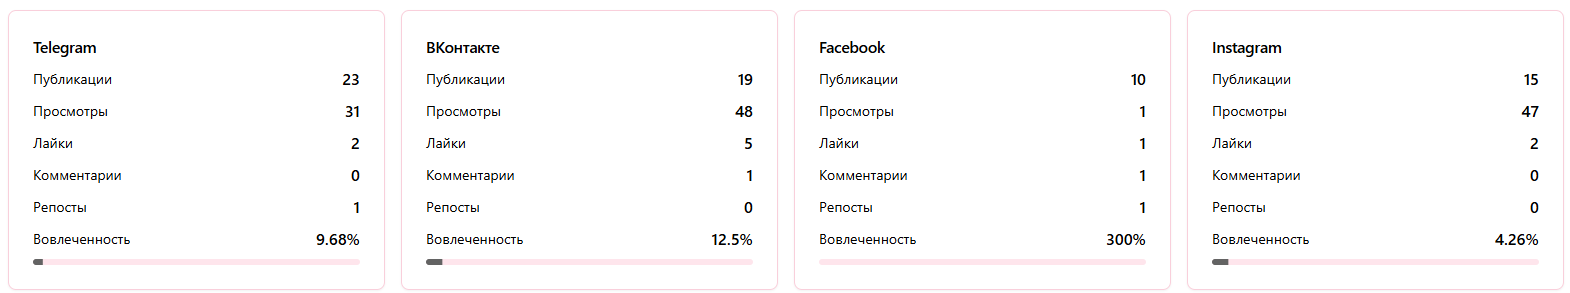 Telegram
Публикации 23
Просмотры 31
Лайки 2
Комментарии 0
Репосты 1
Вовлеченность 9.68%
ВКонтакте
Публикации 19
Просмотры 48
Лайки 5
Комментарии 1
Репосты 0
Вовлеченность 12.5%
Facebook
Публикации 10
Просмотры 1
Лайки 1
Комментарии 1
Репосты 1
Вовлеченность 300%
Instagram
Публикации 15
Просмотры 47
Лайки 2
Комментарии 0
Репосты 0
Вовлеченность 4.26%